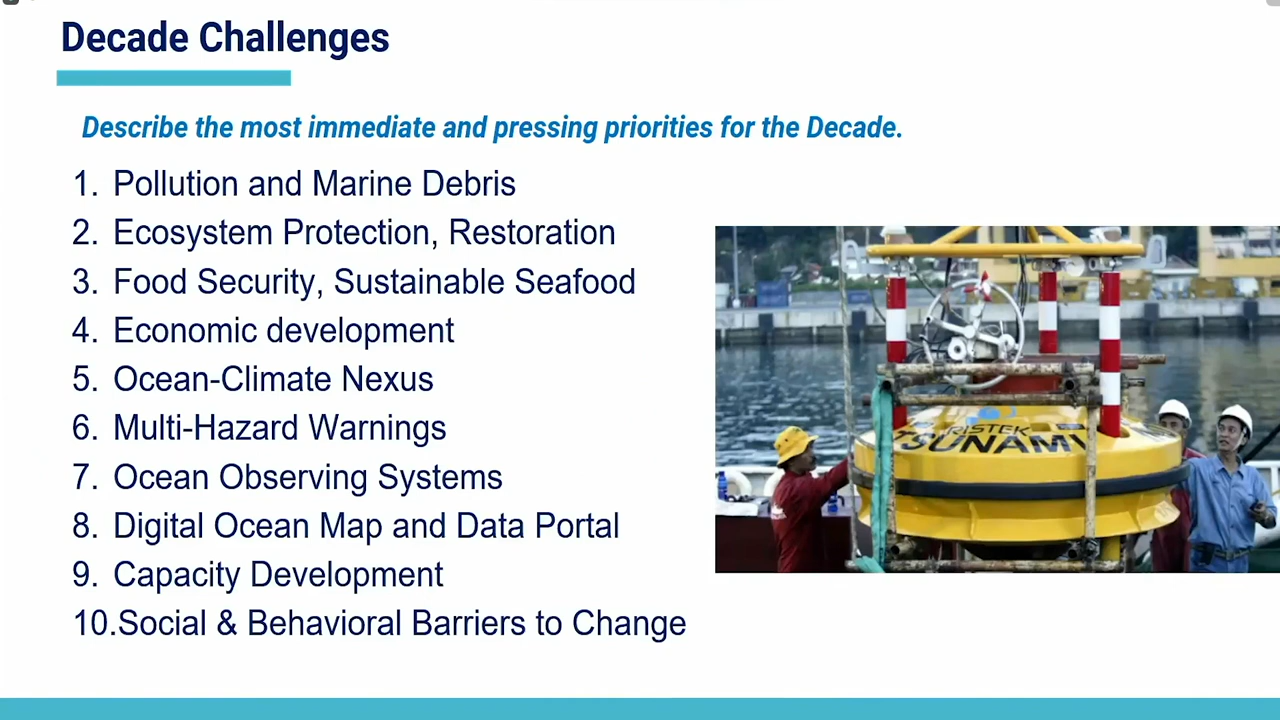 Decade Challenges
Describe the most immediate and pressing priorities for the Decade.
1. Pollution and Marine Debris
2. Ecosystem Protection, Restoration
3. Food Security, Sustainable Seafood
4. Economic development
5. Ocean-Climate Nexus
6. Multi-Hazard Warnings
7. Ocean Observing Systems
8. Digital Ocean Map and Data Portal
9. Capacity Development
10.Social & Behavioral Barriers to Change
RISTEK
TSUNAMI